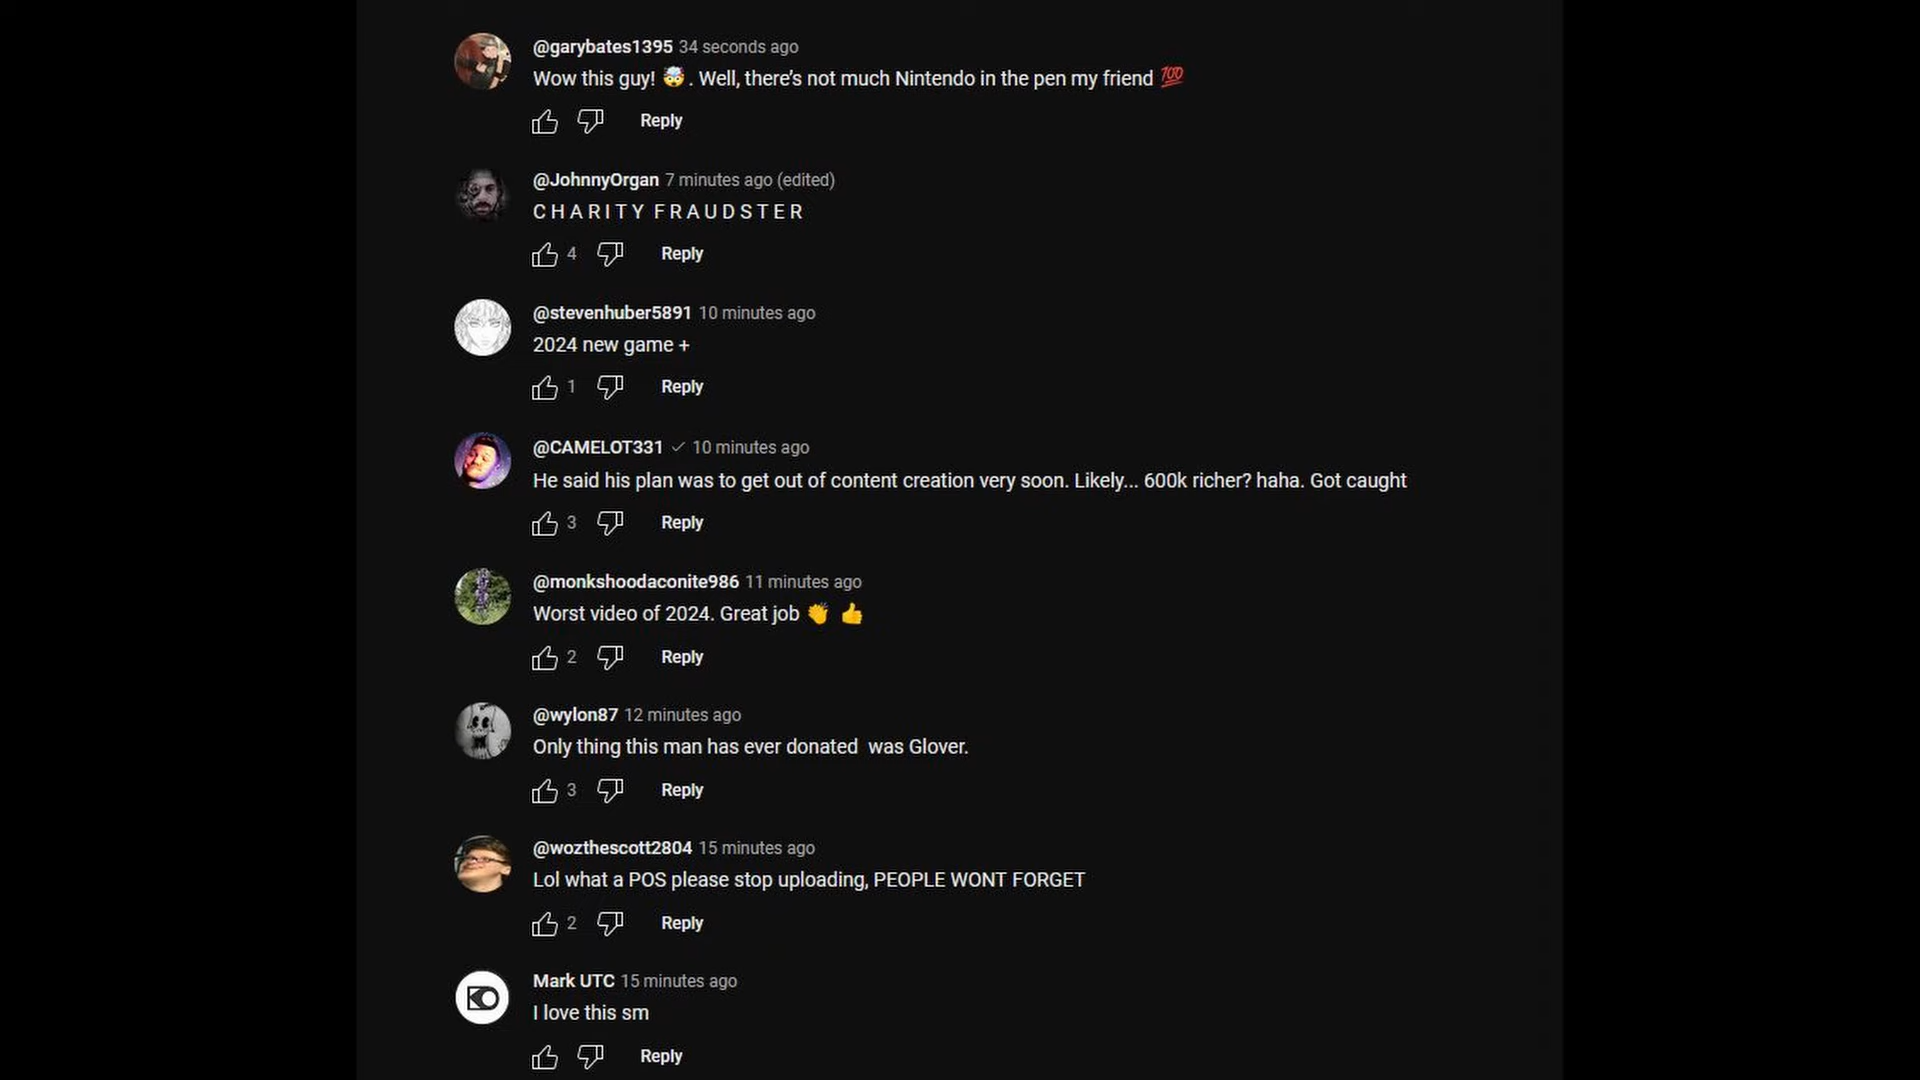 @garybates1395 34 seconds ago
Wow this guy! 🤯. Well, there’s not much Nintendo in the pen my friend 💯
Reply
@JohnnyOrgan 7 minutes ago (edited)
C H A R I T Y F R A U D S T E R
4 Reply
@stevenhuber5891 10 minutes ago
2024 new game +
1 Reply
@CAMELOT331 ✓ 10 minutes ago
He said his plan was to get out of content creation very soon. Likely... 600k richer? haha. Got caught
3 Reply
@monkshoodaconite986 11 minutes ago
Worst video of 2024. Great job 👏 👍
2 Reply
@wylon87 12 minutes ago
Only thing this man has ever donated  was Glover.
3 Reply
@wozthescott2804 15 minutes ago
Lol what a POS please stop uploading, PEOPLE WONT FORGET
2 Reply
Mark UTC 15 minutes ago
I love this sm
Reply